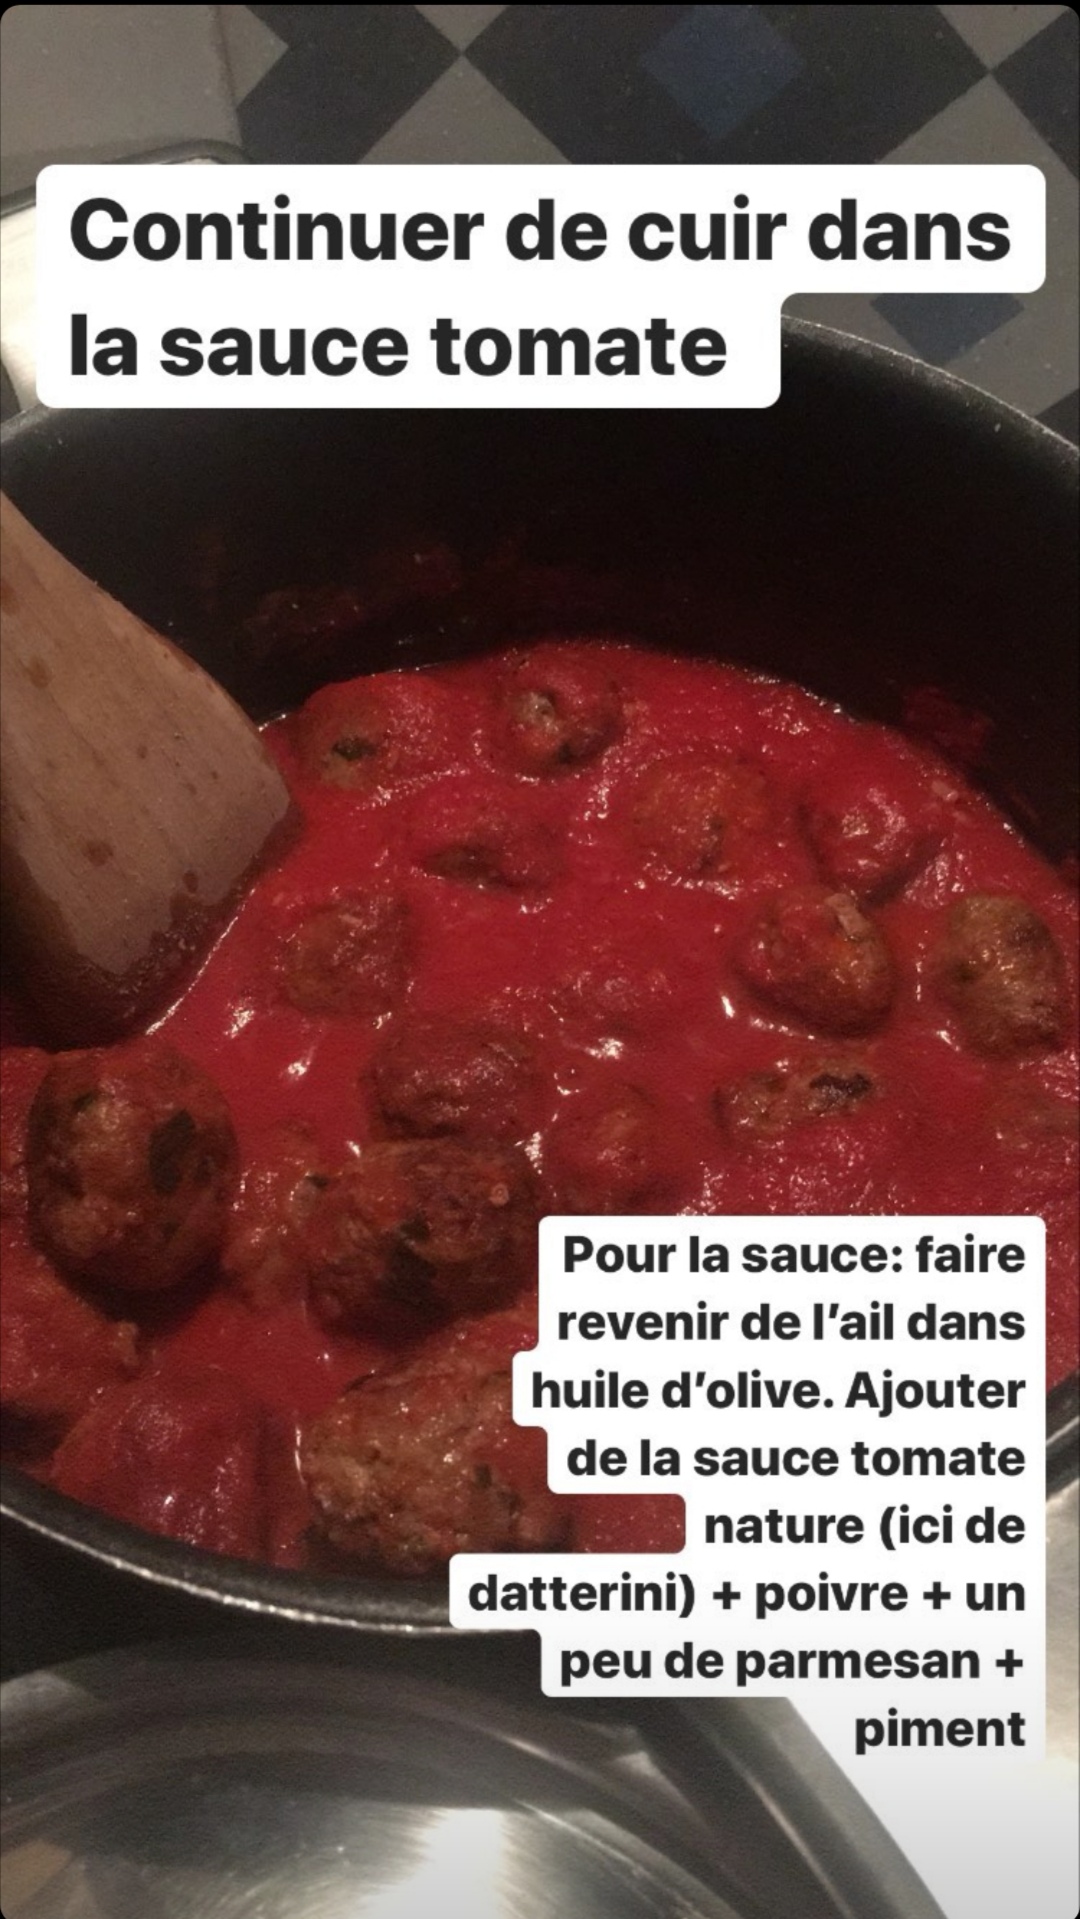 Continuer de cuir dans
la sauce tomate
Pour la sauce: faire
revenir de l’ail dans
huile d’olive. Ajouter
de la sauce tomate
nature (ici de
datterini) + poivre + un
peu de parmesan +
piment